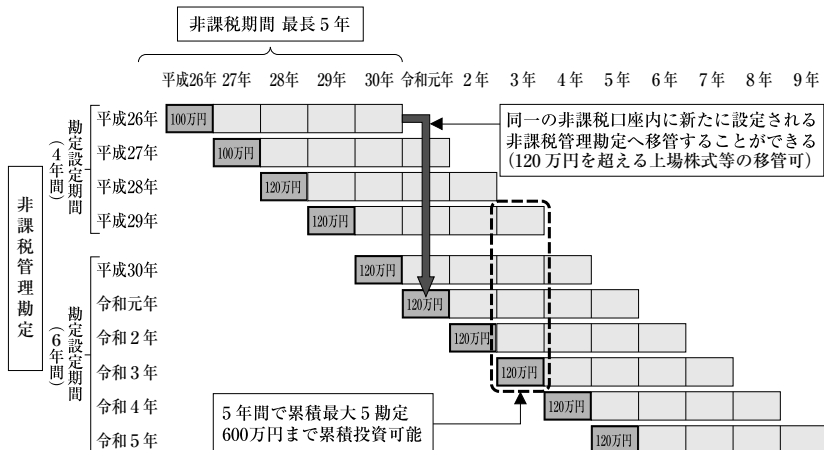 非課税期間 最長５年
平成26年 27年 28年 29年 30年 令和元年 ２年 ３年 ４年 ５年 ６年 ７年 ８年 ９年
非課税管理勘定
勘定設定期間
(４年間)
平成26年 100万円
平成27年 100万円
平成28年 120万円
平成29年 120万円
同一の非課税口座内に新たに設定される
非課税管理勘定へ移管することができる
(120万円を超える上場株式等の移管可)
勘定設定期間
(６年間)
平成30年 120万円
令和元年 120万円
令和２年 120万円
令和３年 120万円
令和４年 120万円
令和５年 120万円
５年間で累積最大５勘定
600万円まで累積投資可能